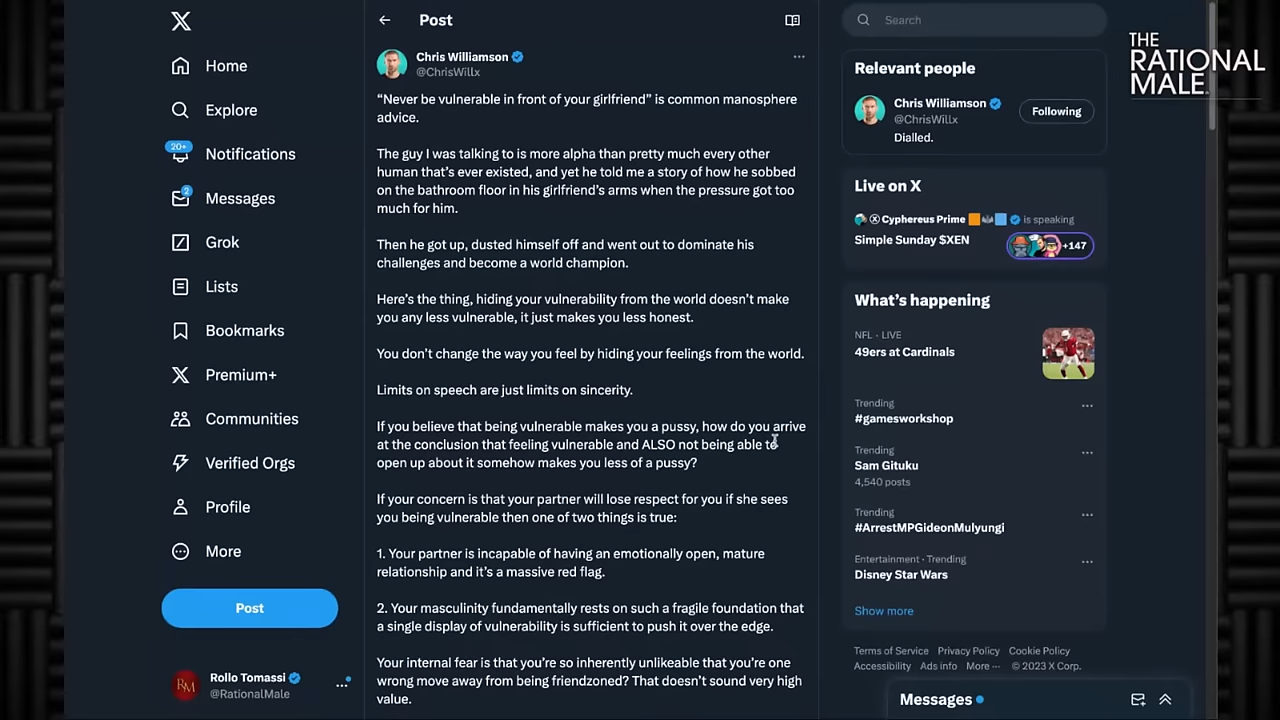 X
Home
Explore
20+
Notifications
2
Messages
Grok
Lists
Bookmarks
Premium+
Communities
Verified Orgs
Profile
More
Post
RM
Rollo Tomassi
@RationalMale
Post
Chris Williamson
@ChrisWillx
“Never be vulnerable in front of your girlfriend” is common manosphere
advice.
The guy I was talking to is more alpha than pretty much every other
human that’s ever existed, and yet he told me a story of how he sobbed
on the bathroom floor in his girlfriend’s arms when the pressure got too
much for him.
Then he got up, dusted himself off and went out to dominate his
challenges and become a world champion.
Here’s the thing, hiding your vulnerability from the world doesn’t make
you any less vulnerable, it just makes you less honest.
You don’t change the way you feel by hiding your feelings from the world.
Limits on speech are just limits on sincerity.
If you believe that being vulnerable makes you a pussy, how do you arrive
at the conclusion that feeling vulnerable and ALSO not being able to
open up about it somehow makes you less of a pussy?
If your concern is that your partner will lose respect for you if she sees
you being vulnerable then one of two things is true:
1. Your partner is incapable of having an emotionally open, mature
relationship and it’s a massive red flag.
2. Your masculinity fundamentally rests on such a fragile foundation that
a single display of vulnerability is sufficient to push it over the edge.
Your internal fear is that you’re so inherently unlikeable that you’re one
wrong move away from being friendzoned? That doesn’t sound very high
value.
Search
Relevant people
Chris Williamson
@ChrisWillx
Following
Dialled.
Live on X
Cyphereus Prime is speaking
Simple Sunday $XEN
+147
What’s happening
NFL · LIVE
49ers at Cardinals
Trending
#gamesworkshop
Trending
Sam Gituku
4,540 posts
Trending
#ArrestMPGideonMulyungi
Entertainment · Trending
Disney Star Wars
Show more
Terms of Service Privacy Policy Cookie Policy
Accessibility Ads info More ··· © 2023 X Corp.
Messages
THE
RATIONAL
MALE.